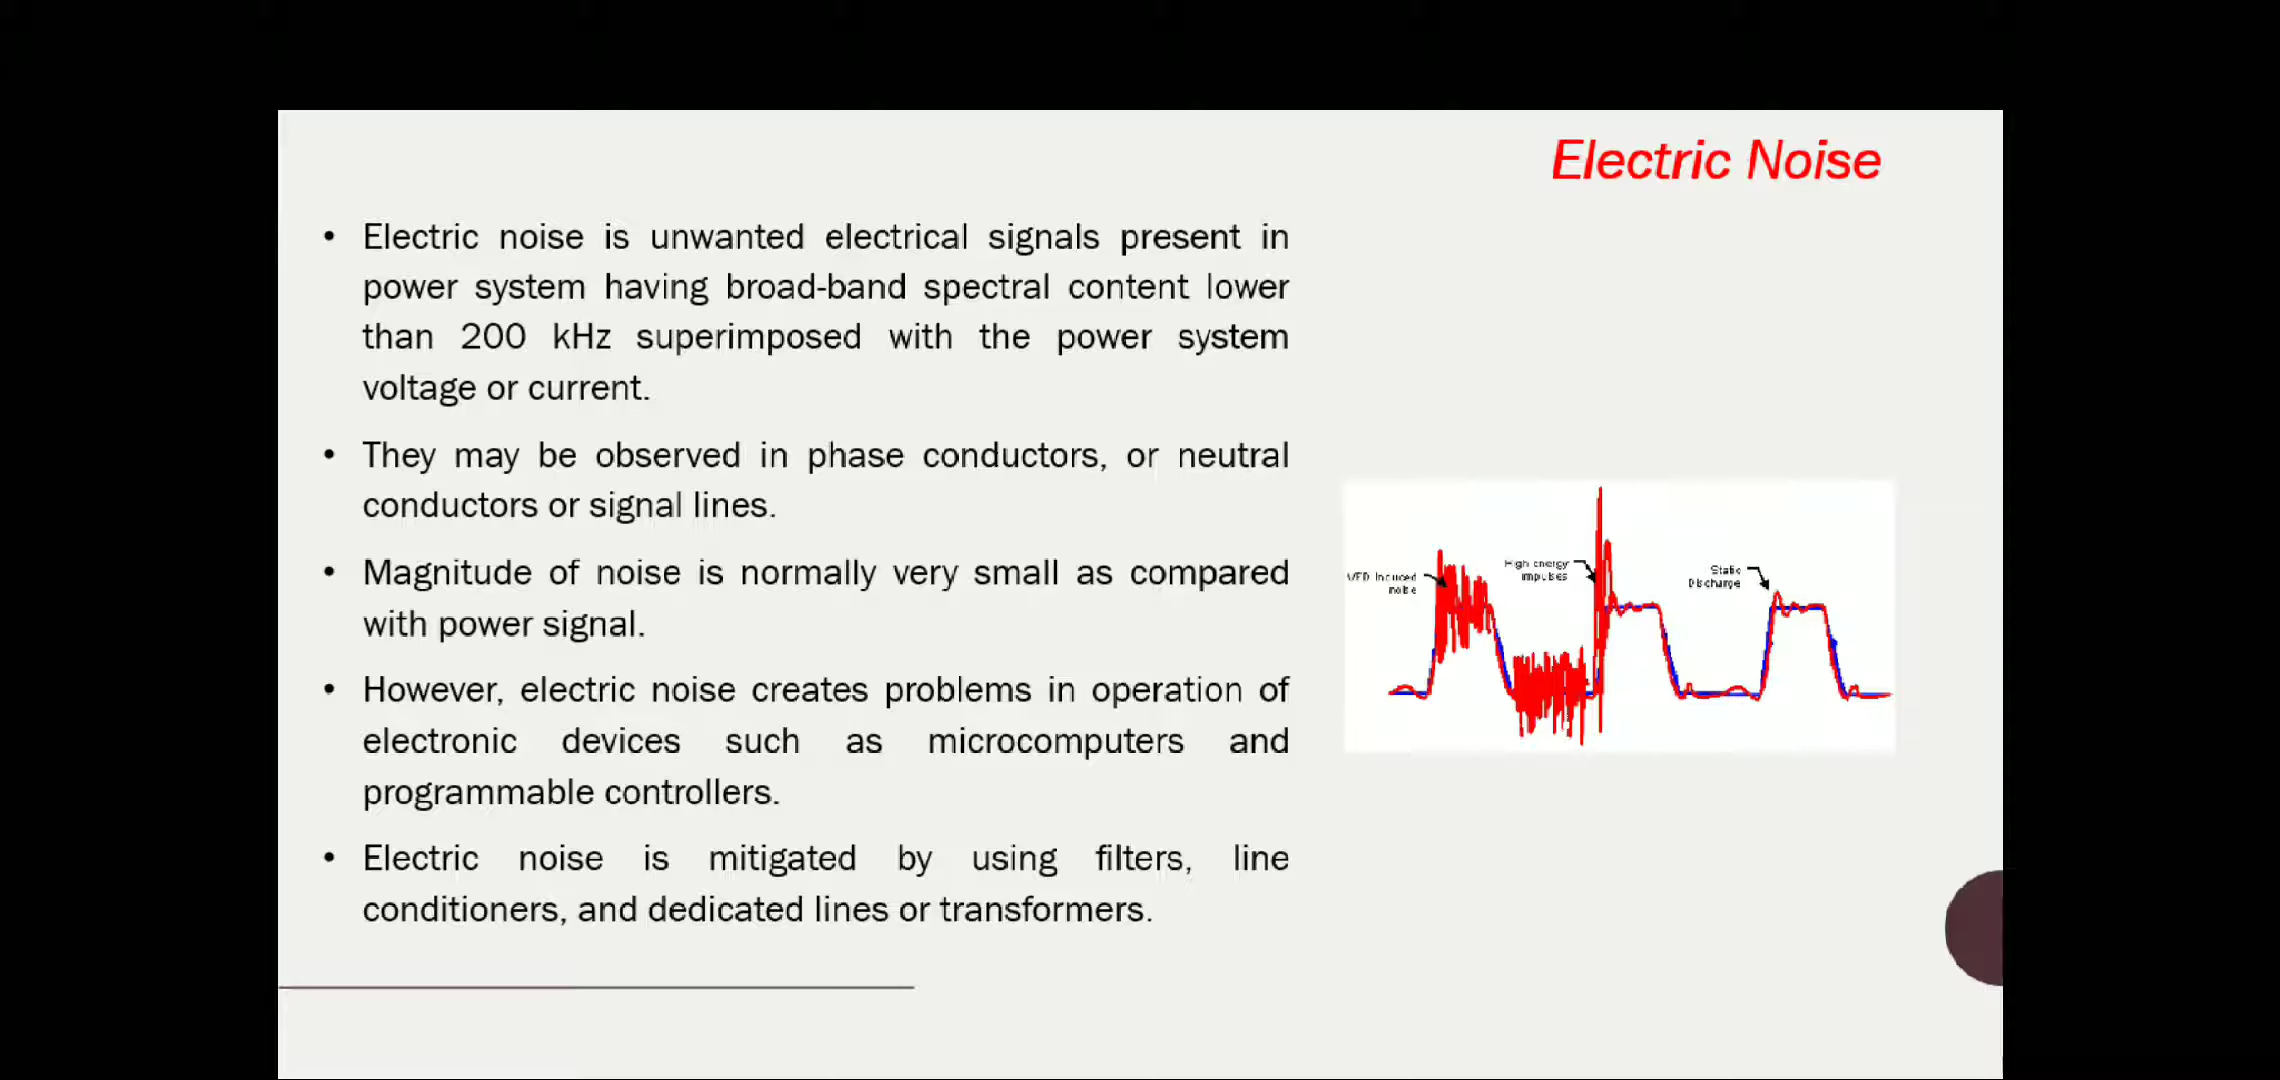 Electric Noise
• Electric noise is unwanted electrical signals present in
power system having broad-band spectral content lower
than 200 kHz superimposed with the power system
voltage or current.
• They may be observed in phase conductors, or neutral
conductors or signal lines.
• Magnitude of noise is normally very small as compared
with power signal.
• However, electric noise creates problems in operation of
electronic devices such as microcomputers and
programmable controllers.
• Electric noise is mitigated by using filters, line
conditioners, and dedicated lines or transformers.
VFD Induced
noise
High energy
impulses
Static
Discharge